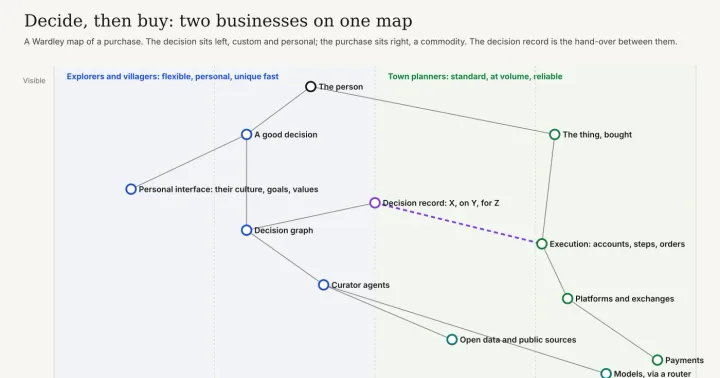 Decide, then buy: two businesses on one map
A Wardley map of a purchase. The decision sits left, custom and personal; the purchase sits right, a commodity. The decision record is the hand-over between them.
Visible
Explorers and villagers: flexible, personal, unique fast
Town planners: standard, at volume, reliable
The person
A good decision
The thing, bought
Personal interface: their culture, goals, values
Decision record: X, on Y, for Z
Decision graph
Execution: accounts, steps, orders
Curator agents
Platforms and exchanges
Open data and public sources
Payments
Models, via a router